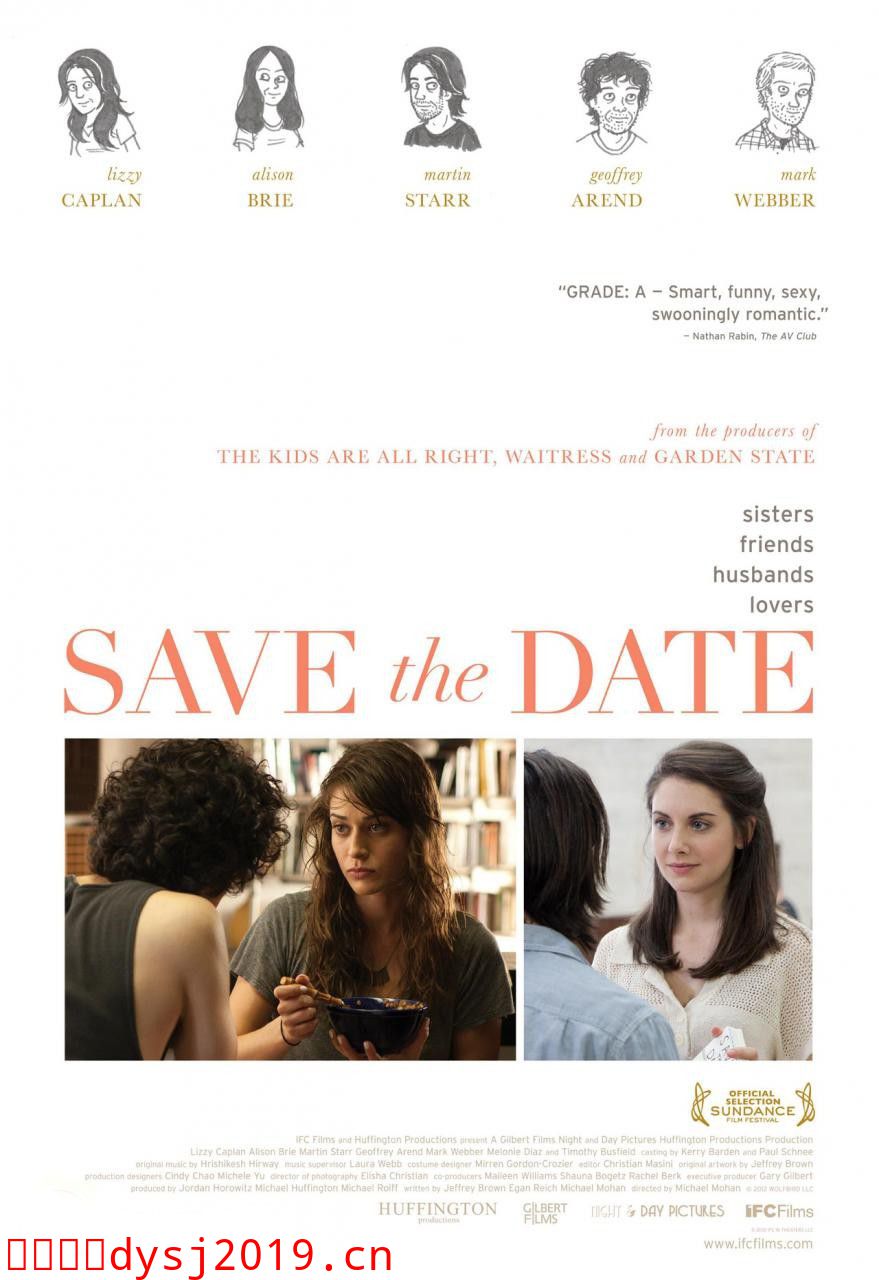 lizzy alison martin geoffrey mark
CAPLAN BRIE STARR AREND WEBBER
“GRADE: A — Smart, funny, sexy,
swooningly romantic.”
— Nathan Rabin, The AV Club
from the producers of
THE KIDS ARE ALL RIGHT, WAITRESS and GARDEN STATE
sisters
friends
husbands
lovers
SAVE the DATE
OFFICIAL
SELECTION
SUNDANCE
FILM FESTIVAL
IFC Films and Huffington Productions present A Gilbert Films Night and Day Pictures Huffington Productions Production
Lizzy Caplan Alison Brie Martin Starr Geoffrey Arend Mark Webber Melonie Diaz and Timothy Busfield casting by Kerry Barden and Paul Schnee
original music by Hrishikesh Hirway music supervisor Laura Webb costume designer Mirren Gordon-Crozier editor Christian Masini original artwork by Jeffrey Brown
production designers Cindy Chao Michele Yu director of photography Elisha Christian co-producers Maileen Williams Shauna Bogetz Rachel Berk executive producer Gary Gilbert
produced by Jordan Horowitz Michael Huffington Michael Roiff written by Jeffrey Brown Egan Reich Michael Mohan directed by Michael Mohan © 2012 WOLFBIRD LLC
HUFFINGTON
productions
GILBERT
FILMS
NIGHT & DAY PICTURES
IFCFilms
www.ifcfilms.com
dysj2019.cn